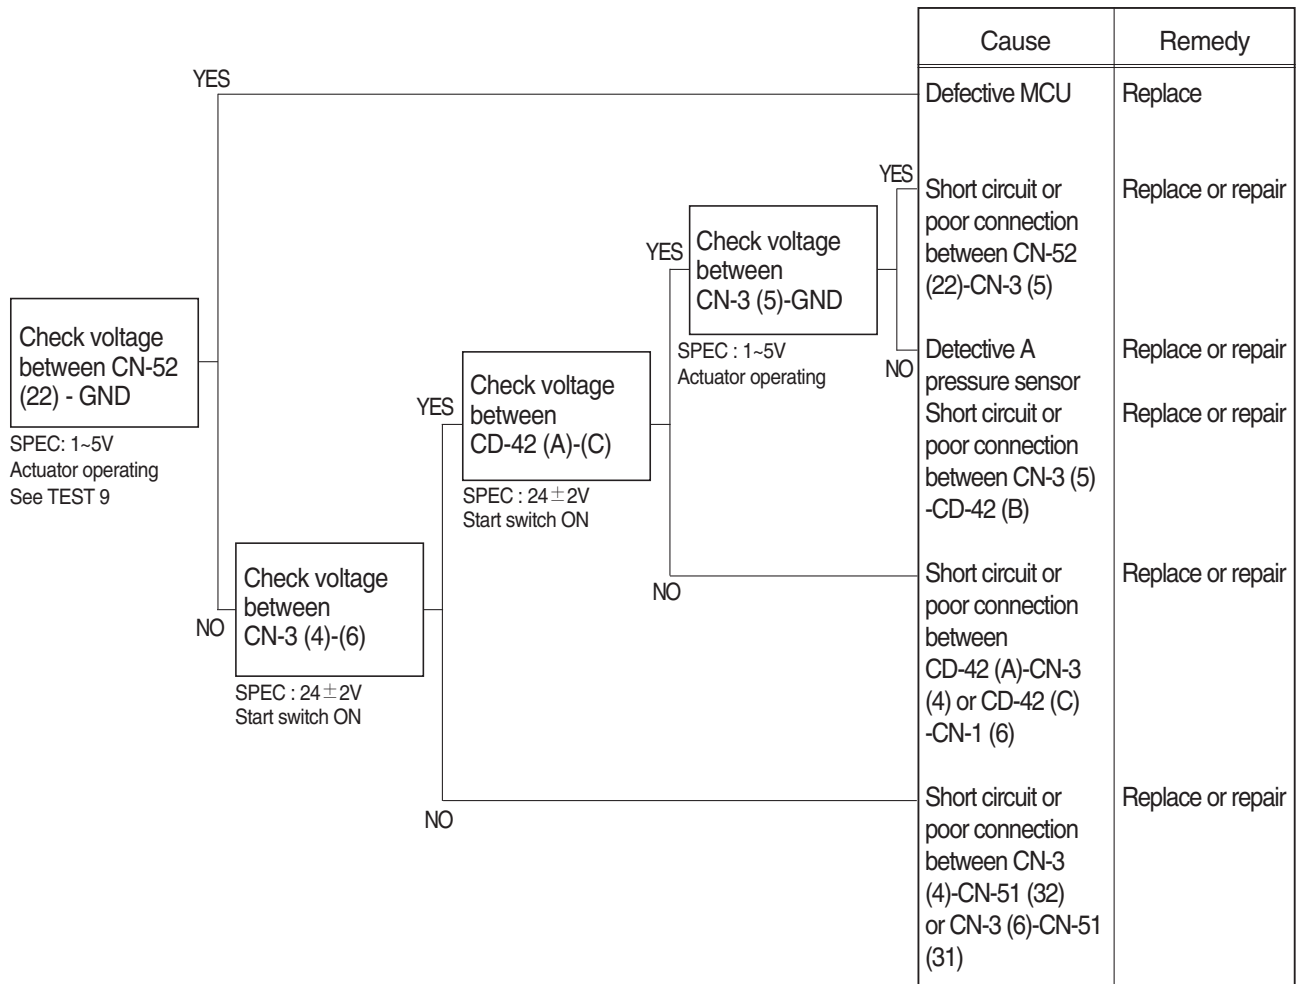 Cause
Remedy
YES
Defective MCU
Replace
YES
Short circuit or
poor connection
between CN-52
(22)-CN-3 (5)
Replace or repair
YES
Check voltage
between
CN-3 (5)-GND
SPEC : 1~5V
Actuator operating
NO
Detective A
pressure sensor
Replace or repair
Short circuit or
poor connection
between CN-3 (5)
-CD-42 (B)
Replace or repair
Check voltage
between CN-52
(22) - GND
SPEC: 1~5V
Actuator operating
See TEST 9
YES
Check voltage
between
CD-42 (A)-(C)
SPEC : 24±2V
Start switch ON
NO
Short circuit or
poor connection
between
CD-42 (A)-CN-3
(4) or CD-42 (C)
-CN-1 (6)
Replace or repair
NO
Check voltage
between
CN-3 (4)-(6)
SPEC : 24±2V
Start switch ON
NO
Short circuit or
poor connection
between CN-3
(4)-CN-51 (32)
or CN-3 (6)-CN-51
(31)
Replace or repair